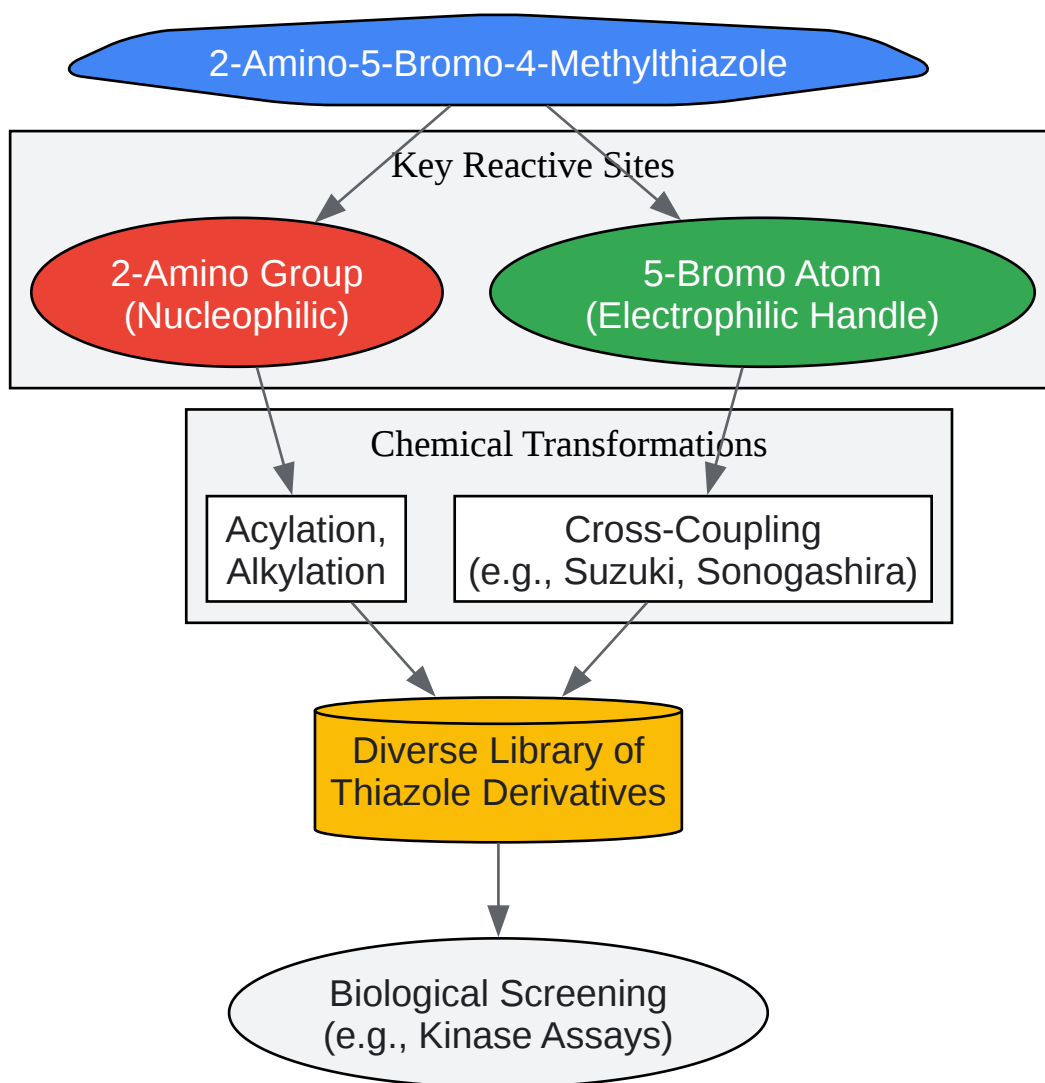 2-Amino-5-Bromo-4-Methylthiazole
Key Reactive Sites
2-Amino Group
(Nucleophilic)
5-Bromo Atom
(Electrophilic Handle)
Chemical Transformations
Acylation,
Alkylation
Cross-Coupling
(e.g., Suzuki, Sonogashira)
Diverse Library of
Thiazole Derivatives
Biological Screening
(e.g., Kinase Assays)